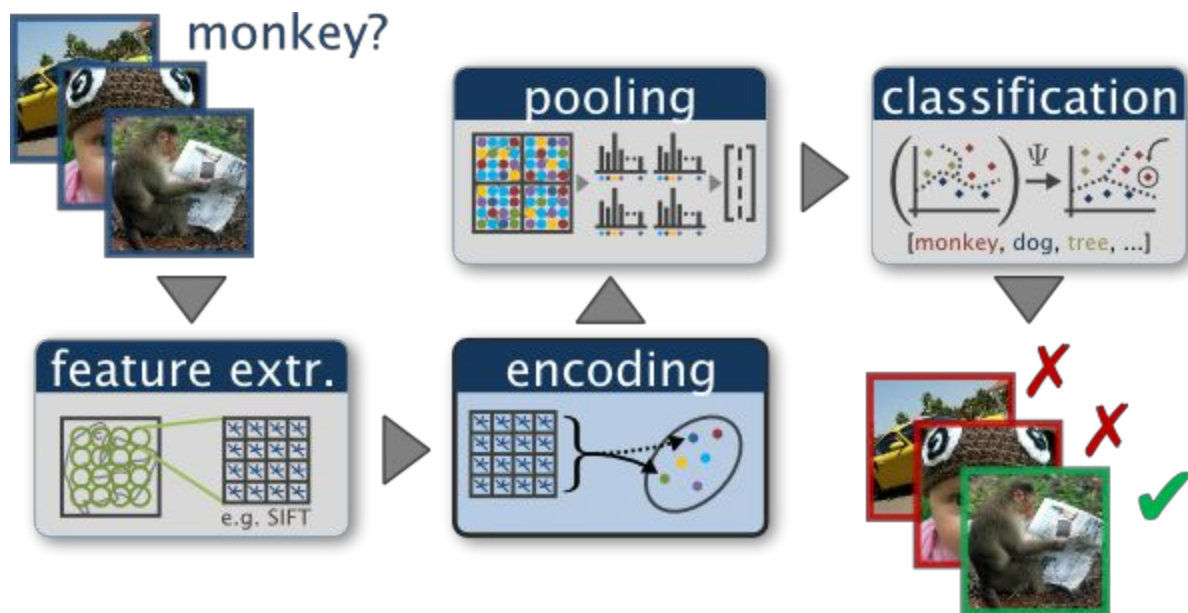 monkey?
feature extr.
e.g. SIFT
encoding
pooling
classification
Ψ
[monkey, dog, tree, ...]